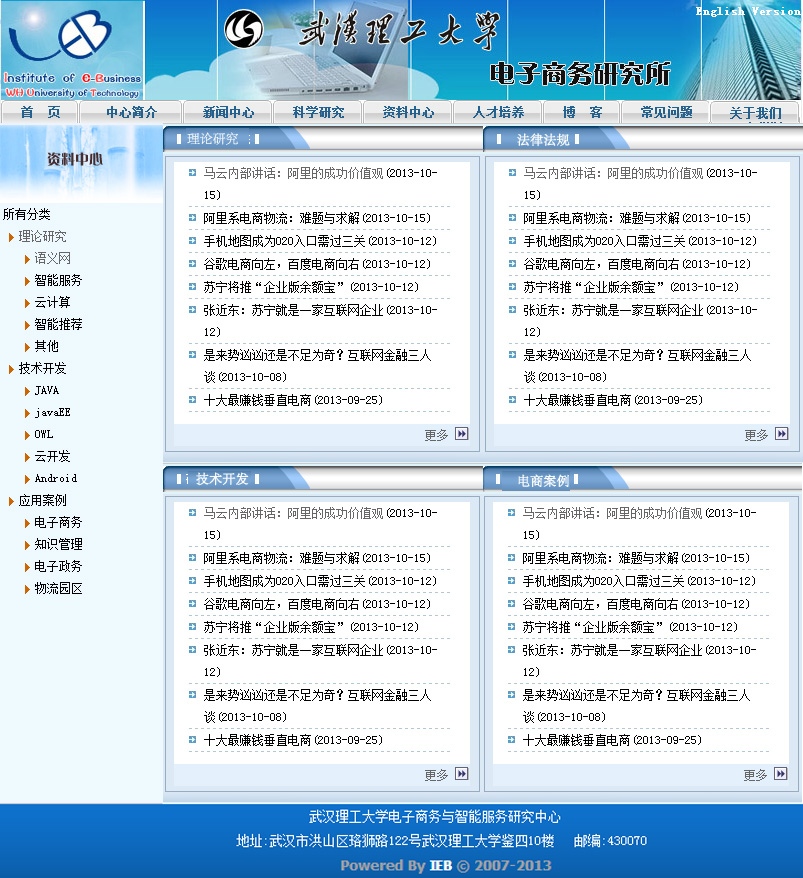 English Version
武汉理工大学
电子商务研究所
Institute of e-Business
WH University of Technology
首 页 中心简介 新闻中心 科学研究 资料中心 人才培养 博 客 常见问题 关于我们
资料中心
所有分类
理论研究
语义网
智能服务
云计算
智能推荐
其他
技术开发
JAVA
javaEE
OWL
云开发
Android
应用案例
电子商务
知识管理
电子政务
物流园区
理论研究
马云内部讲话：阿里的成功价值观(2013-10-
15)
阿里系电商物流：难题与求解(2013-10-15)
手机地图成为O2O入口需过三关(2013-10-12)
谷歌电商向左，百度电商向右(2013-10-12)
苏宁将推“企业版余额宝”(2013-10-12)
张近东：苏宁就是一家互联网企业(2013-10-
12)
是来势凶凶还是不足为奇？互联网金融三人
谈(2013-10-08)
十大最赚钱垂直电商(2013-09-25)
更多
法律法规
马云内部讲话：阿里的成功价值观(2013-10-
15)
阿里系电商物流：难题与求解(2013-10-15)
手机地图成为O2O入口需过三关(2013-10-12)
谷歌电商向左，百度电商向右(2013-10-12)
苏宁将推“企业版余额宝”(2013-10-12)
张近东：苏宁就是一家互联网企业(2013-10-
12)
是来势凶凶还是不足为奇？互联网金融三人
谈(2013-10-08)
十大最赚钱垂直电商(2013-09-25)
更多
技术开发
马云内部讲话：阿里的成功价值观(2013-10-
15)
阿里系电商物流：难题与求解(2013-10-15)
手机地图成为O2O入口需过三关(2013-10-12)
谷歌电商向左，百度电商向右(2013-10-12)
苏宁将推“企业版余额宝”(2013-10-12)
张近东：苏宁就是一家互联网企业(2013-10-
12)
是来势凶凶还是不足为奇？互联网金融三人
谈(2013-10-08)
十大最赚钱垂直电商(2013-09-25)
更多
电商案例
马云内部讲话：阿里的成功价值观(2013-10-
15)
阿里系电商物流：难题与求解(2013-10-15)
手机地图成为O2O入口需过三关(2013-10-12)
谷歌电商向左，百度电商向右(2013-10-12)
苏宁将推“企业版余额宝”(2013-10-12)
张近东：苏宁就是一家互联网企业(2013-10-
12)
是来势凶凶还是不足为奇？互联网金融三人
谈(2013-10-08)
十大最赚钱垂直电商(2013-09-25)
更多
武汉理工大学电子商务与智能服务研究中心
地址:武汉市洪山区珞狮路122号武汉理工大学鉴四10楼 邮编:430070
Powered By IEB © 2007-2013